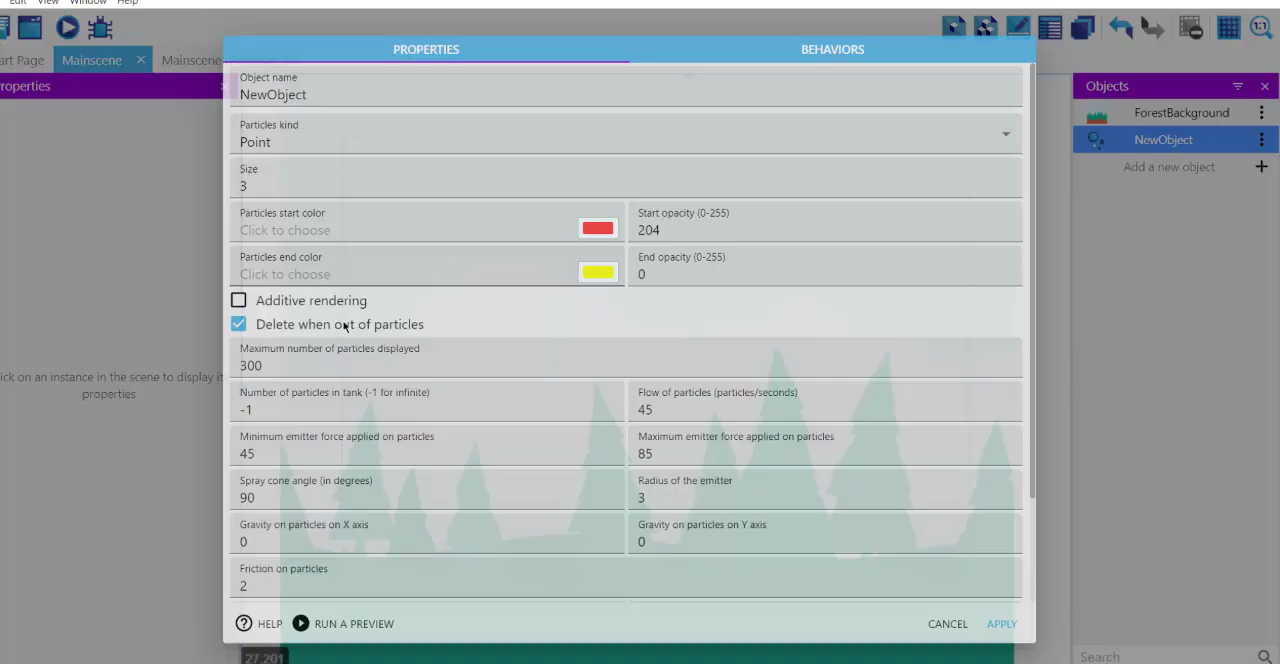 Edit View Window Help
1:1
art Page
Mainscene ×
Mainscene
roperties
PROPERTIES
BEHAVIORS
Objects
Object name
NewObject
ForestBackground
NewObject
Add a new object
Particles kind
Point
Size
3
Particles start color
Click to choose
Start opacity (0-255)
204
Particles end color
Click to choose
End opacity (0-255)
0
Additive rendering
Delete when out of particles
Maximum number of particles displayed
300
ick on an instance in the scene to display it
properties
Number of particles in tank (-1 for infinite)
-1
Flow of particles (particles/seconds)
45
Minimum emitter force applied on particles
45
Maximum emitter force applied on particles
85
Spray cone angle (in degrees)
90
Radius of the emitter
3
Gravity on particles on X axis
0
Gravity on particles on Y axis
0
Friction on particles
2
HELP
RUN A PREVIEW
CANCEL
APPLY
27;201
Search